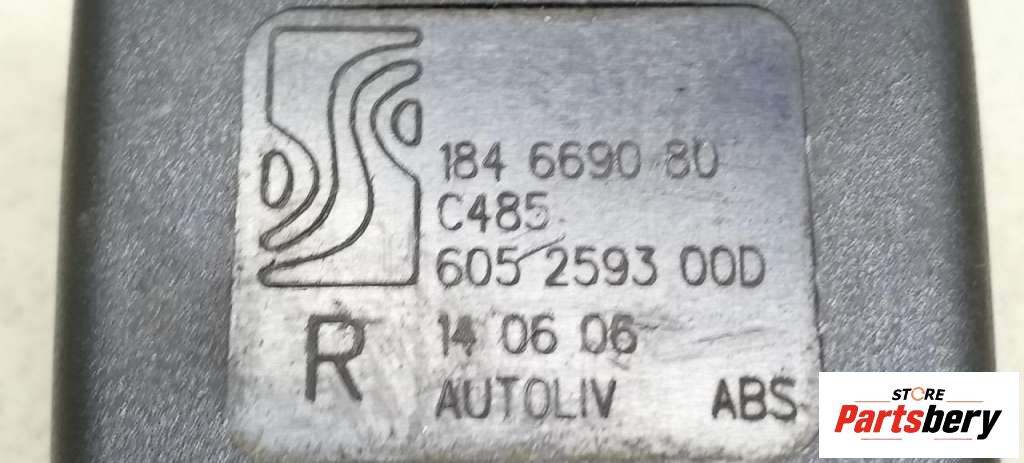 184 6690 80
C485
605 2593 00D
R
14 06 06
AUTOLIV ABS
STORE
Partsbery